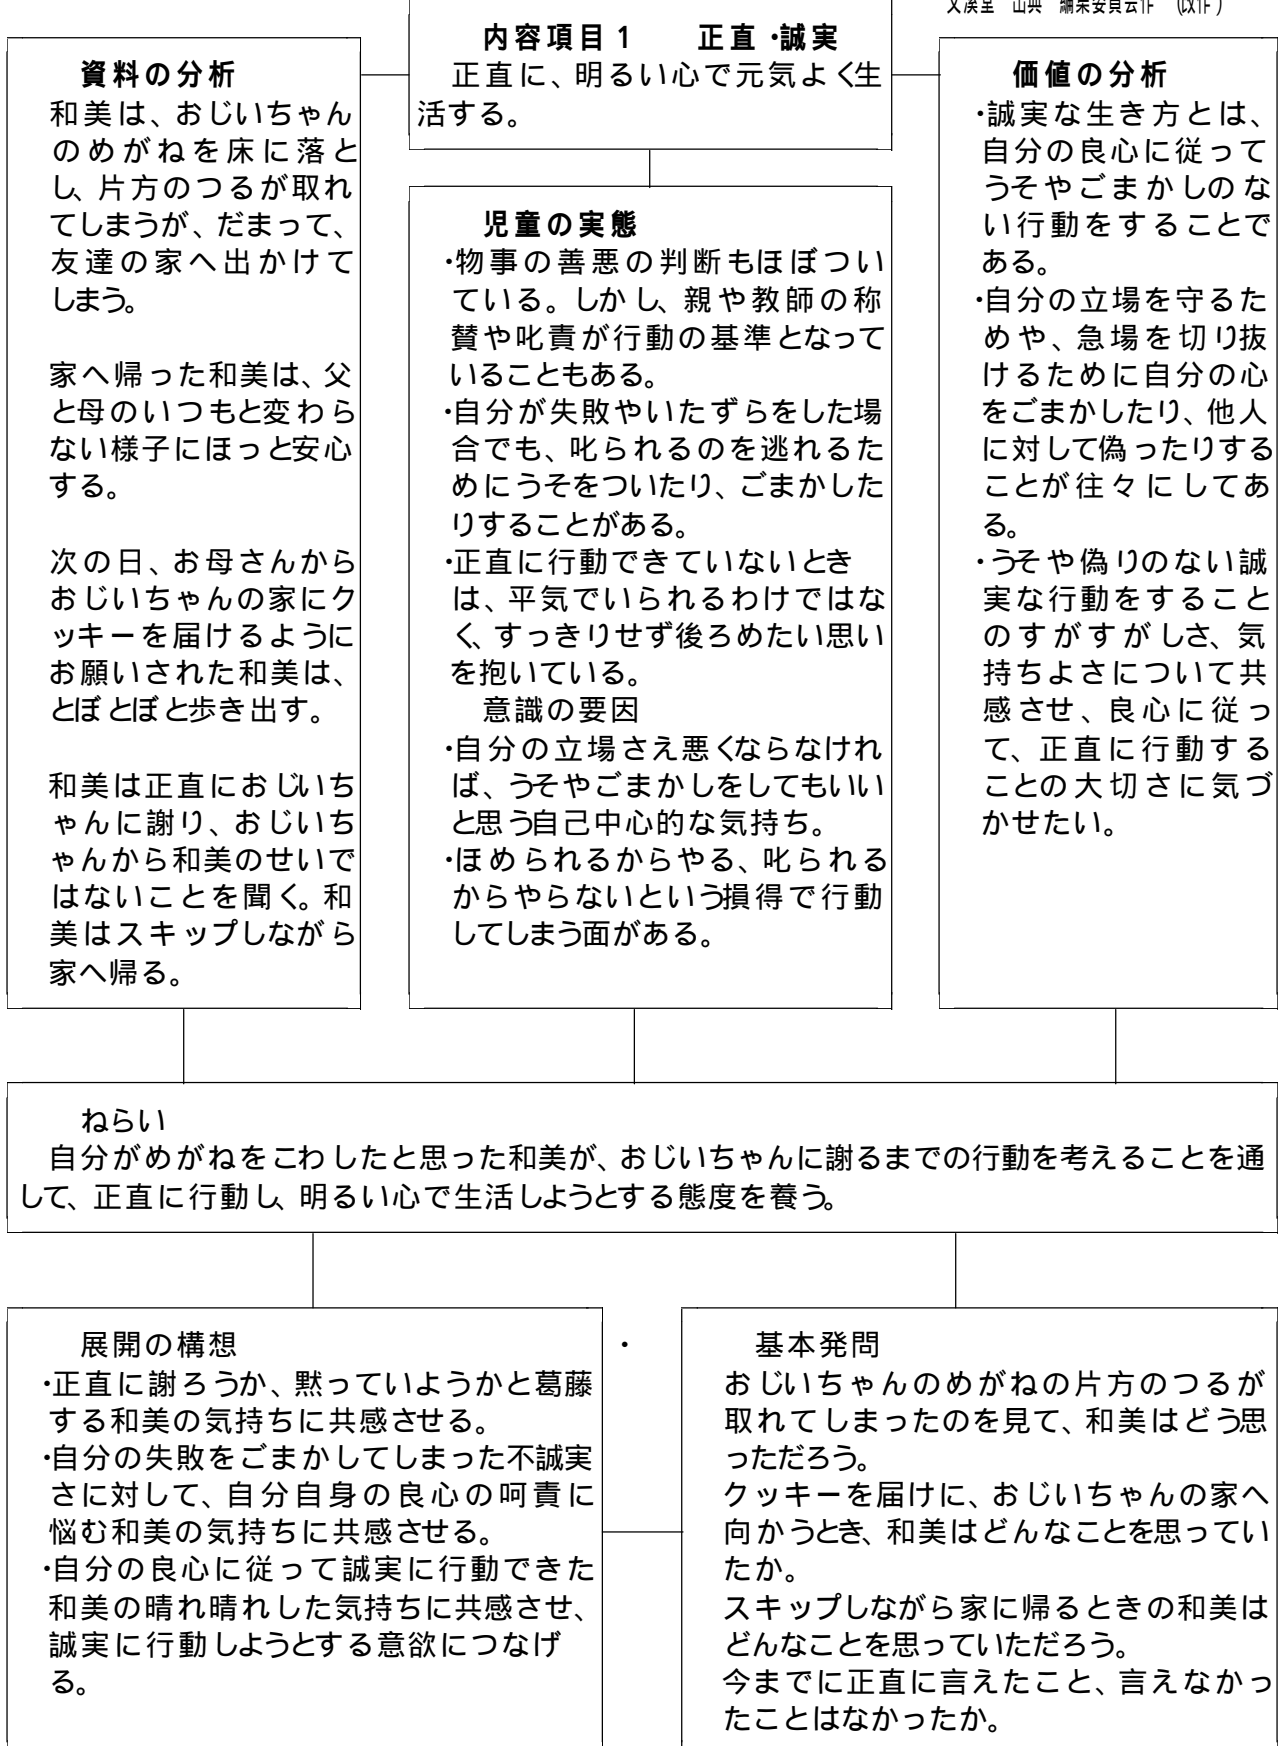 内容項目1　正直・誠実
正直に、明るい心で元気よく生
活する。
資料の分析
和美は、おじいちゃん
のめがねを床に落と
し、片方のつるが取れ
てしまうが、だまって、
友達の家へ出かけて
しまう。
家へ帰った和美は、父
と母のいつもと変わら
ない様子にほっと安心
する。
次の日、お母さんから
おじいちゃんの家にク
ッキーを届けるように
お願いされた和美は、
とぼとぼと歩き出す。
和美は正直におじいち
ゃんに謝り、おじいち
ゃんから和美のせいで
はないことを聞く。和
美はスキップしながら
家へ帰る。
児童の実態
・物事の善悪の判断もほぼつい
ている。しかし、親や教師の称
賛や叱責が行動の基準となって
いることもある。
・自分が失敗やいたずらをした場
合でも、叱られるのを逃れるた
めにうそをついたり、ごまかした
りすることがある。
・正直に行動できていないとき
は、平気でいられるわけではな
く、すっきりせず後ろめたい思い
を抱いている。
意識の要因
・自分の立場さえ悪くならなけれ
ば、うそやごまかしをしてもいい
と思う自己中心的な気持ち。
・ほめられるからやる、叱られる
からやらないという損得で行動
してしまう面がある。
価値の分析
・誠実な生き方とは、
自分の良心に従って
うそやごまかしのな
い行動をすることで
ある。
・自分の立場を守るた
めや、急場を切り抜
けるために自分の心
をごまかしたり、他人
に対して偽ったりする
ことが往々にしてあ
る。
・うそや偽りのない誠
実な行動をすること
のすがすがしさ、気
持ちよさについて共
感させ、良心に従っ
て、正直に行動する
ことの大切さに気づ
かせたい。
ねらい
自分がめがねをこわしたと思った和美が、おじいちゃんに謝るまでの行動を考えることを通
して、正直に行動し、明るい心で生活しようとする態度を養う。
展開の構想
・正直に謝ろうか、黙っていようかと葛藤
する和美の気持ちに共感させる。
・自分の失敗をごまかしてしまった不誠実
さに対して、自分自身の良心の呵責に
悩む和美の気持ちに共感させる。
・自分の良心に従って誠実に行動できた
和美の晴れ晴れした気持ちに共感させ、
誠実に行動しようとする意欲につなげ
る。
・
基本発問
おじいちゃんのめがねの片方のつるが
取れてしまったのを見て、和美はどう思
っただろう。
クッキーを届けに、おじいちゃんの家へ
向かうとき、和美はどんなことを思ってい
たか。
スキップしながら家に帰るときの和美は
どんなことを思っていただろう。
今までに正直に言えたこと、言えなかっ
たことはなかったか。